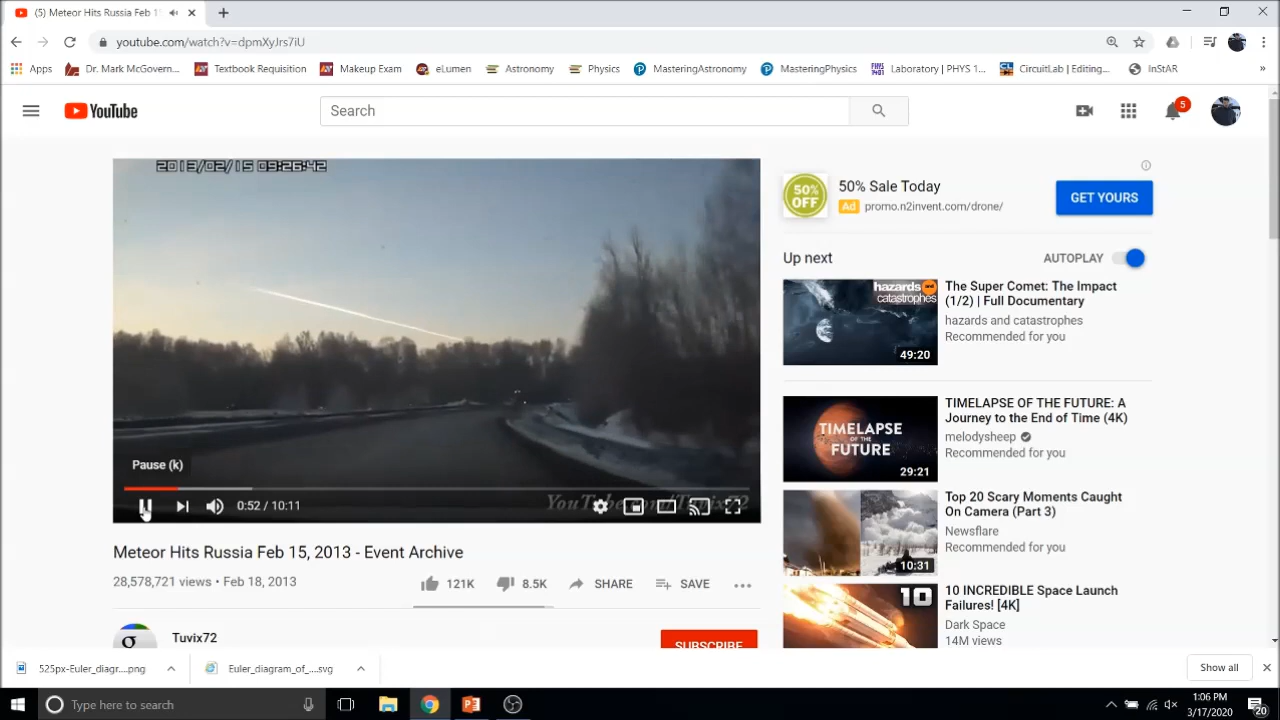 (5) Meteor Hits Russia Feb 1
youtube.com/watch?v=dpmXyJrs7iU
Apps
Dr. Mark McGovern...
Textbook Requisition
Makeup Exam
eLumen
Astronomy
Physics
MasteringAstronomy
MasteringPhysics
Laboratory | PHYS 1...
CircuitLab | Editing...
InStAR
»
YouTube
Search
5
2013/02/15 09:26:42
Pause (k)
0:52 / 10:11
YouTube.com/Tuvix72
Meteor Hits Russia Feb 15, 2013 - Event Archive
28,578,721 views • Feb 18, 2013
121K
8.5K
SHARE
SAVE
Tuvix72
SUBSCRIBE
50% OFF
50% Sale Today
Ad promo.n2invent.com/drone/
GET YOURS
Up next
AUTOPLAY
hazards and catastrophes
49:20
The Super Comet: The Impact
(1/2) | Full Documentary
hazards and catastrophes
Recommended for you
TIMELAPSE
OF THE
FUTURE
29:21
TIMELAPSE OF THE FUTURE: A
Journey to the End of Time (4K)
melodysheep
Recommended for you
10:31
Top 20 Scary Moments Caught
On Camera (Part 3)
Newsflare
Recommended for you
10
10 INCREDIBLE Space Launch
Failures! [4K]
Dark Space
14M views
525px-Euler_diagr....png
Euler_diagram_of_....svg
Show all
Type here to search
1:06 PM
3/17/2020
20